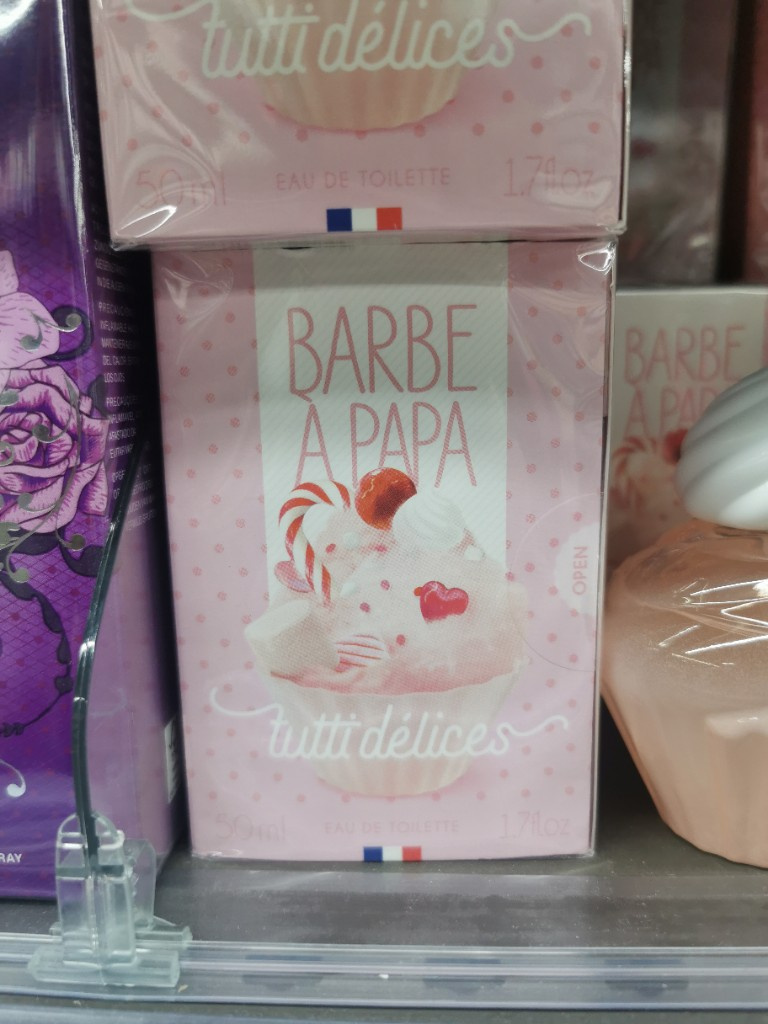 tutti délices
50ml EAU DE TOILETTE 1.7fl.oz
BARBE
À PAPA
OPEN
tutti délices
50ml EAU DE TOILETTE 1.7fl.oz
BARBE
À PAPA
RAY